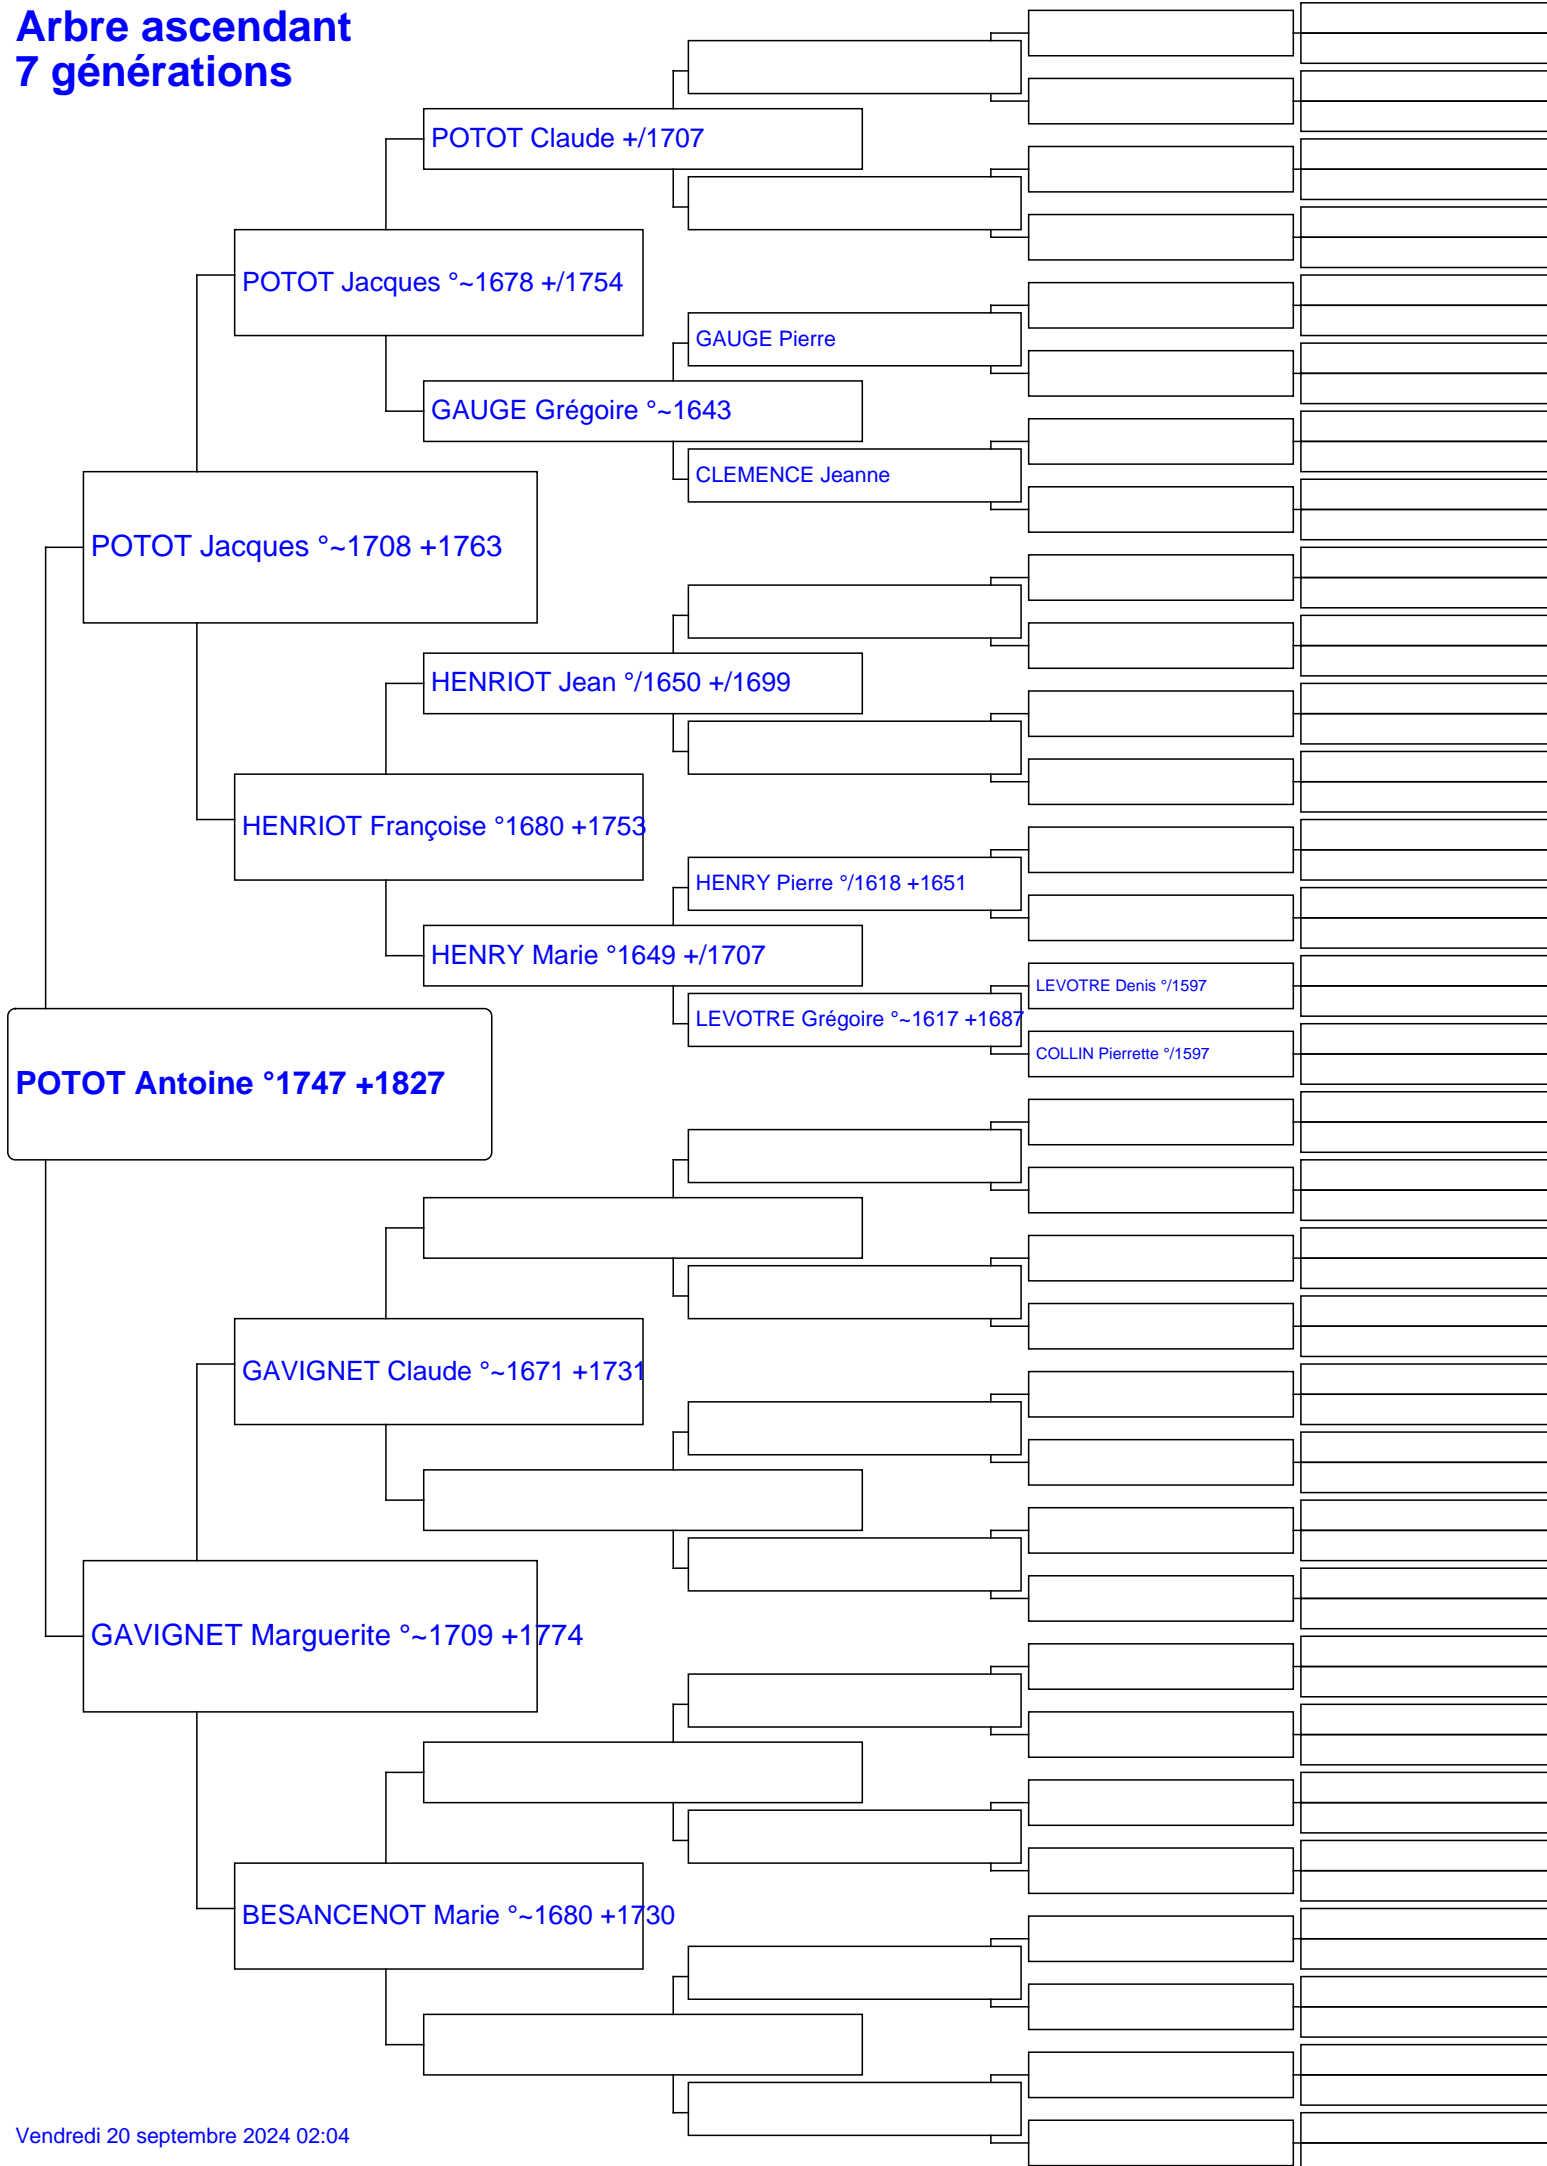 Arbre ascendant
7 générations
POTOT Claude +/1707
POTOT Jacques °~1678 +/1754
GAUGE Pierre
GAUGE Grégoire °~1643
CLEMENCE Jeanne
POTOT Jacques °~1708 +1763
HENRIOT Jean °/1650 +/1699
HENRIOT Françoise °1680 +1753
HENRY Pierre °/1618 +1651
HENRY Marie °1649 +/1707
LEVOTRE Denis °/1597
LEVOTRE Grégoire °~1617 +1687
COLLIN Pierrette °/1597
POTOT Antoine °1747 +1827
GAVIGNET Claude °~1671 +1731
GAVIGNET Marguerite °~1709 +1774
BESANCENOT Marie °~1680 +1730
Vendredi 20 septembre 2024 02:04